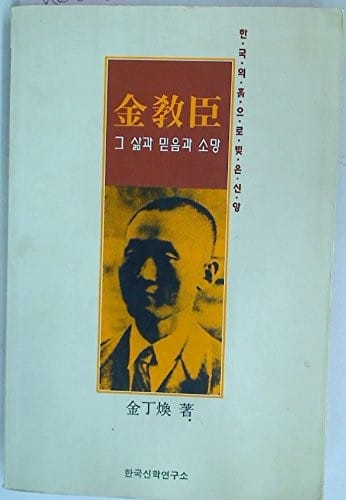 한·국·의·흙·으·로·빚·은·신·앙
金敎臣
그 삶과 믿음과 소망
金丁煥 著
한국신학연구소